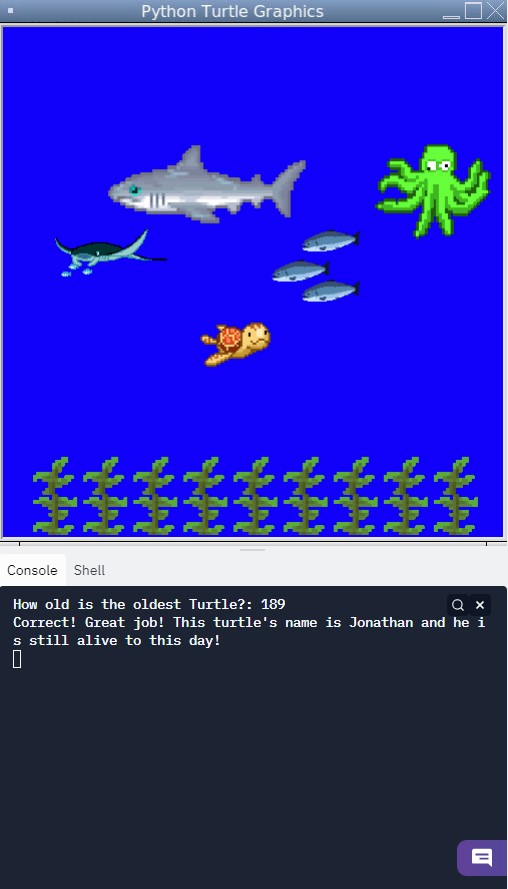 Python Turtle Graphics
Console Shell
How old is the oldest Turtle?: 189
Correct! Great job! This turtle's name is Jonathan and he i
s still alive to this day!